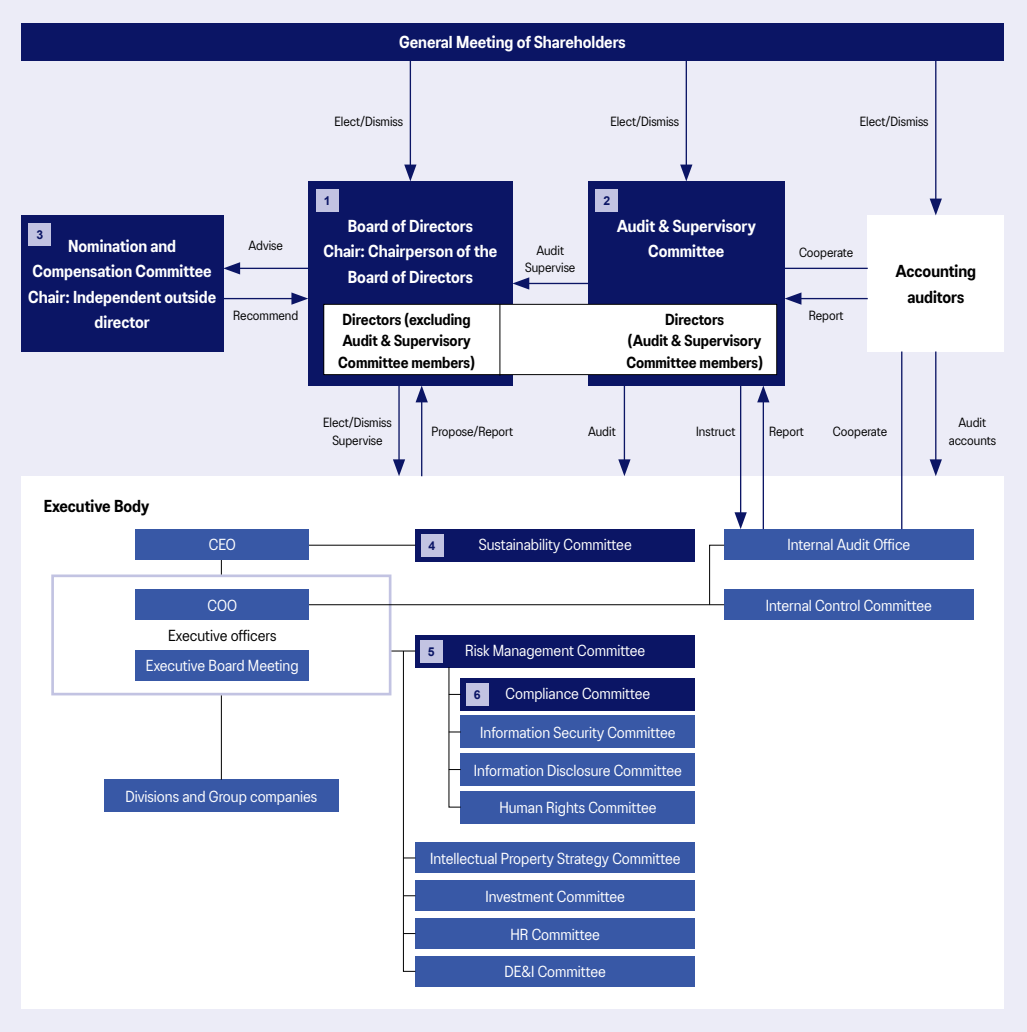 General Meeting of Shareholders
Elect/Dismiss
Elect/Dismiss
Elect/Dismiss
3
Nomination and
Compensation Committee
Chair: Independent outside
director
Advise
Recommend
1
Board of Directors
Chair: Chairperson of the
Board of Directors
Audit
Supervise
2
Audit & Supervisory
Committee
Cooperate
Report
Accounting
auditors
Directors (excluding
Audit & Supervisory
Committee members)
Directors
(Audit & Supervisory
Committee members)
Elect/Dismiss
Supervise
Propose/Report
Audit
Instruct
Report
Cooperate
Audit
accounts
Executive Body
CEO
4
Sustainability Committee
Internal Audit Office
COO
Internal Control Committee
Executive officers
Executive Board Meeting
5
Risk Management Committee
6
Compliance Committee
Information Security Committee
Information Disclosure Committee
Human Rights Committee
Divisions and Group companies
Intellectual Property Strategy Committee
Investment Committee
HR Committee
DE&I Committee